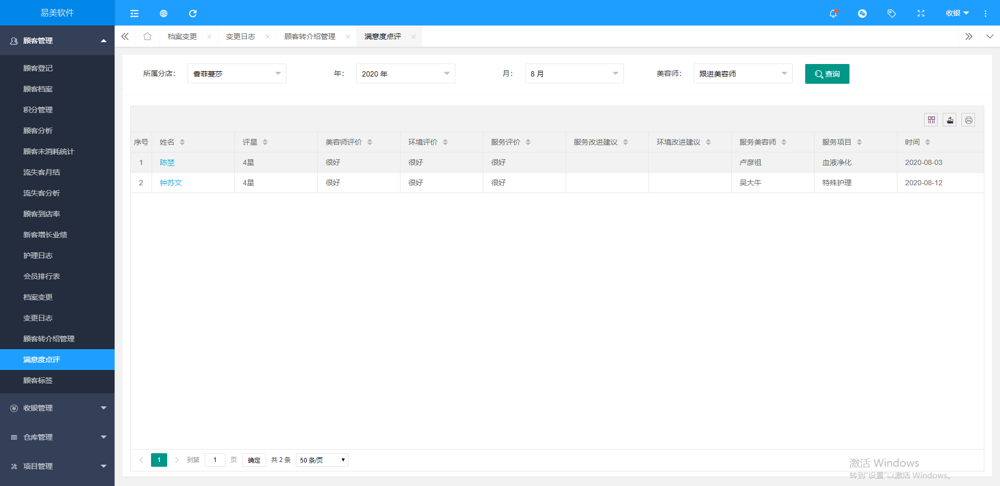 易美软件
收银
顾客管理
档案变更
变更日志
顾客转介绍管理
满意度点评
所属分店：
香菲蔓莎
年：
2020 年
月：
8 月
美容师：
跟进美容师
查询
顾客登记
顾客档案
积分管理
顾客分析
顾客未消耗统计
流失客月结
流失客分析
顾客到店率
新客增长业绩
护理日志
会员排行表
档案变更
变更日志
顾客转介绍管理
满意度点评
顾客标签
收银管理
仓库管理
项目管理
序号 姓名 评星 美容师评价 环境评价 服务评价 服务改进建议 环境改进建议 服务美容师 服务项目 时间
1 陈堃 4星 很好 很好 很好 卢彦祖 血液净化 2020-08-03
2 钟苏文 4星 很好 很好 很好 吴大牛 特殊护理 2020-08-12
1 到第 1 页 确定 共 2 条 50 条/页
激活 Windows
转到“设置”以激活 Windows。